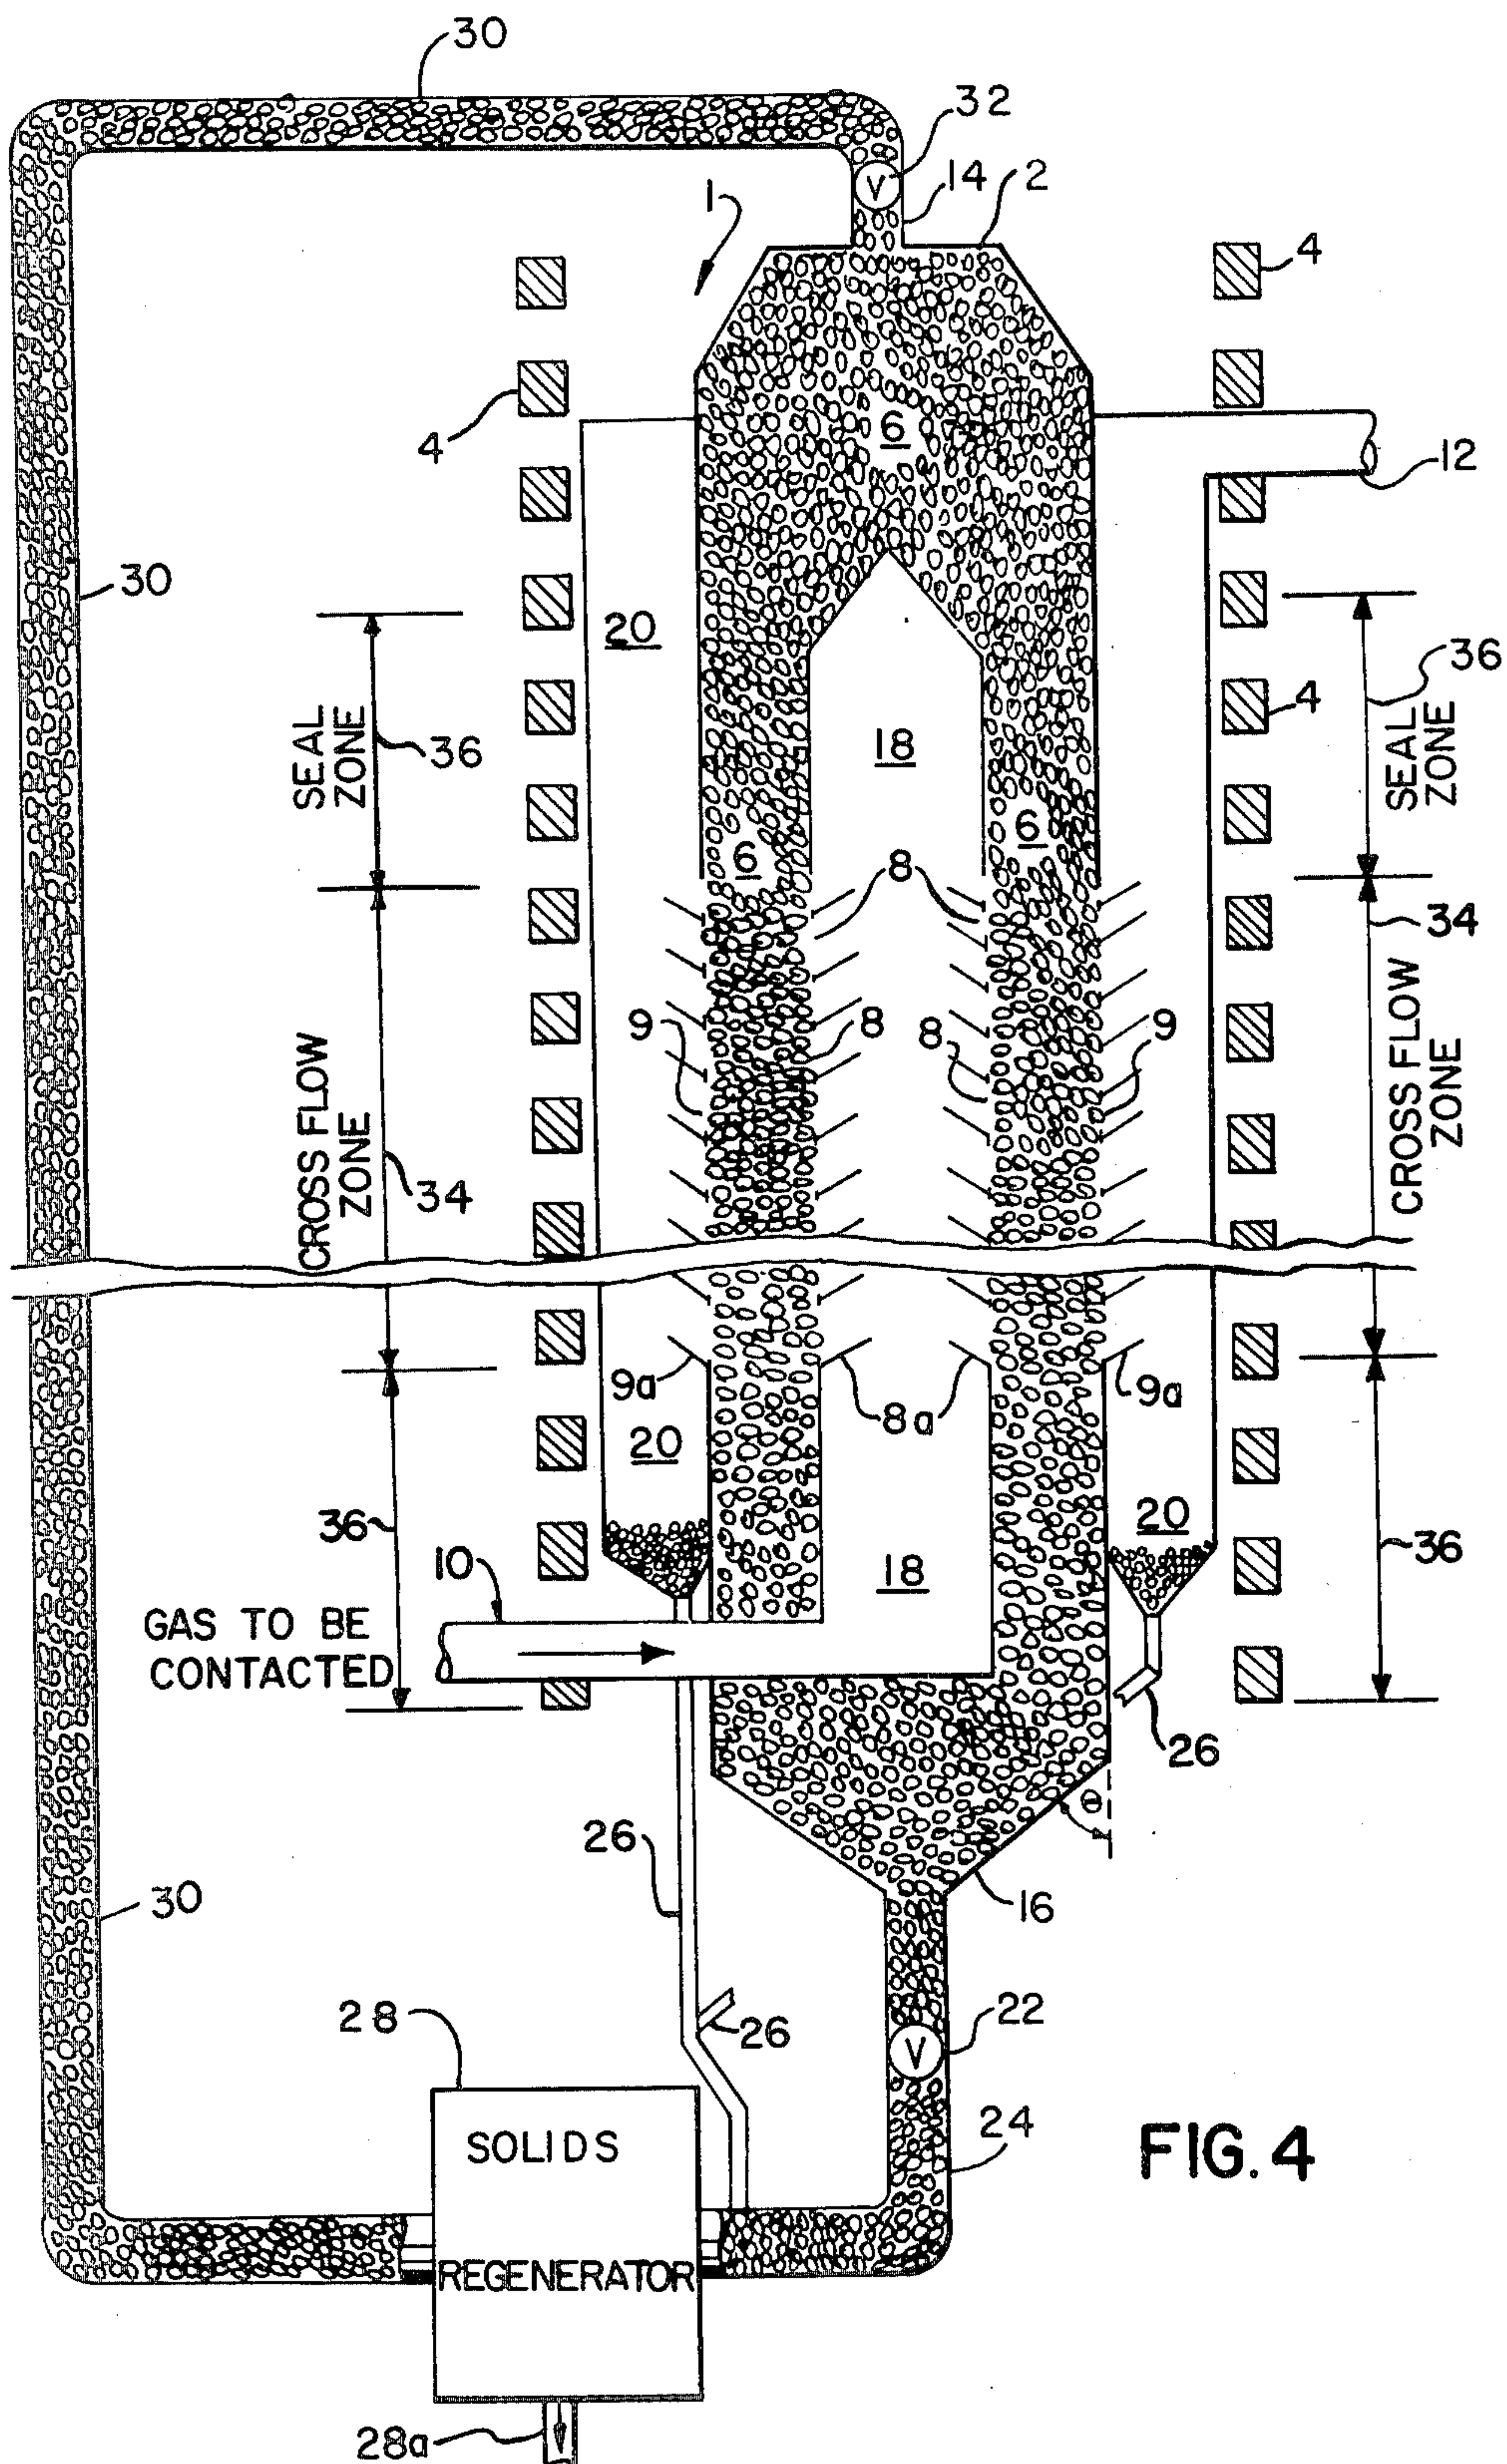 30
32
14
2
1
4
4
6
12
30
20
36
4
SEAL
ZONE
36
18
SEAL
ZONE
6
6
8
34
9
8
8
9
CROSS FLOW
ZONE
34
CROSS FLOW
ZONE
9a
8a
9a
20
20
36
36
10
18
GAS TO BE
CONTACTED
26
θ
26
30
16
28
26
22
V
V
SOLIDS
24
FIG. 4
REGENERATOR
28a